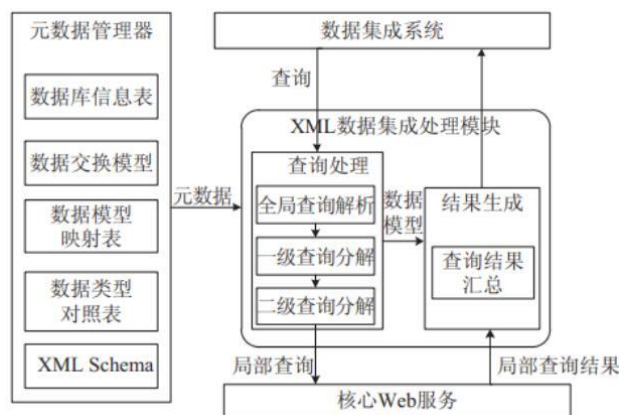 元数据管理器
数据库信息表
数据交换模型
数据模型
映射表
数据类型
对照表
XML Schema
元数据
数据集成系统
查询
XML数据集成处理模块
查询处理
全局查询解析
一级查询分解
二级查询分解
数据
模型
结果生成
查询结果
汇总
局部查询
局部查询结果
核心Web服务